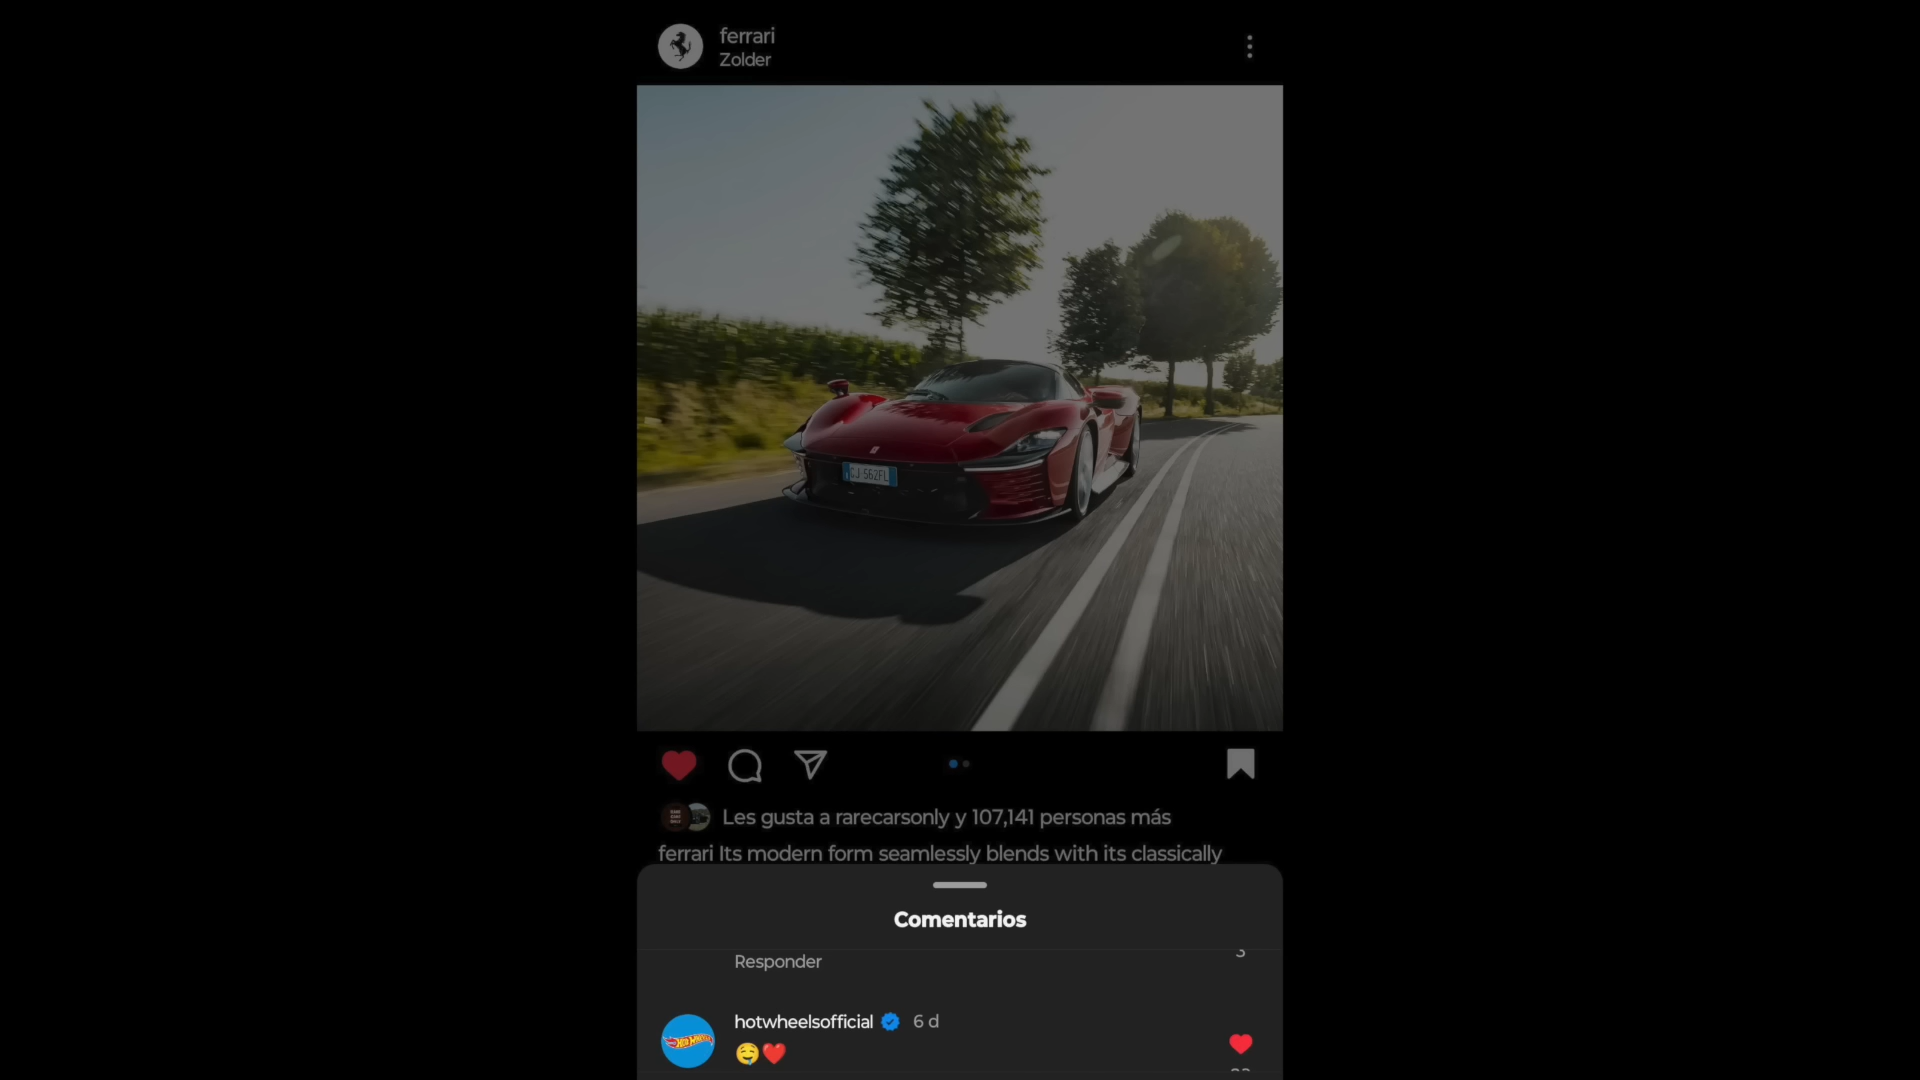 ferrari
Zolder
Les gusta a rarecarsonly y 107,141 personas más
ferrari Its modern form seamlessly blends with its classically
Comentarios
Responder
3
hotwheelsofficial 6 d
🤤❤️